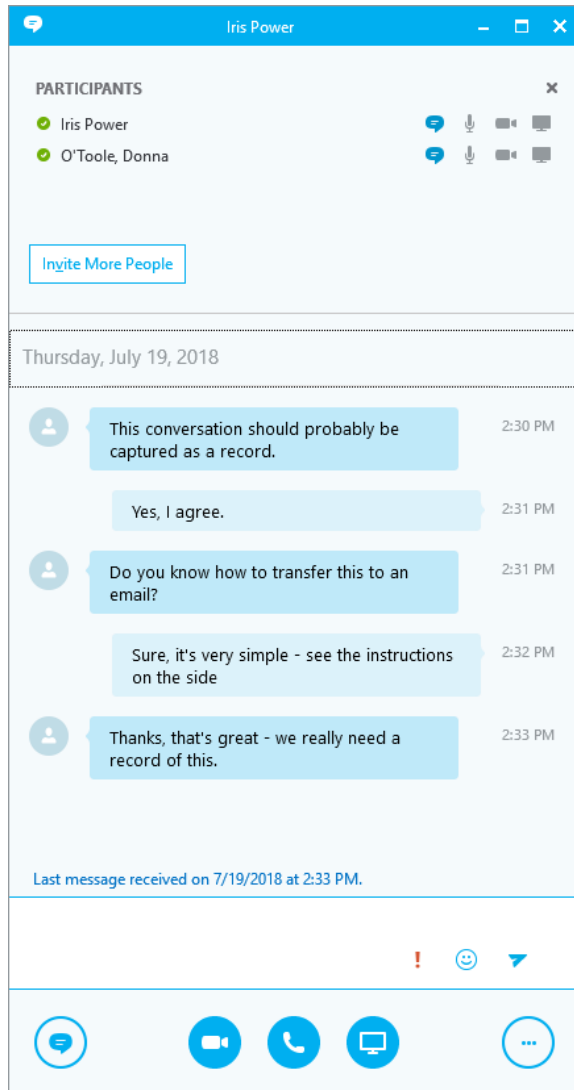 Iris Power
PARTICIPANTS
Iris Power
O'Toole, Donna
Invite More People
Thursday, July 19, 2018
This conversation should probably be
captured as a record.
2:30 PM
Yes, I agree.
2:31 PM
Do you know how to transfer this to an
email?
2:31 PM
Sure, it's very simple - see the instructions
on the side
2:32 PM
Thanks, that's great - we really need a
record of this.
2:33 PM
Last message received on 7/19/2018 at 2:33 PM.